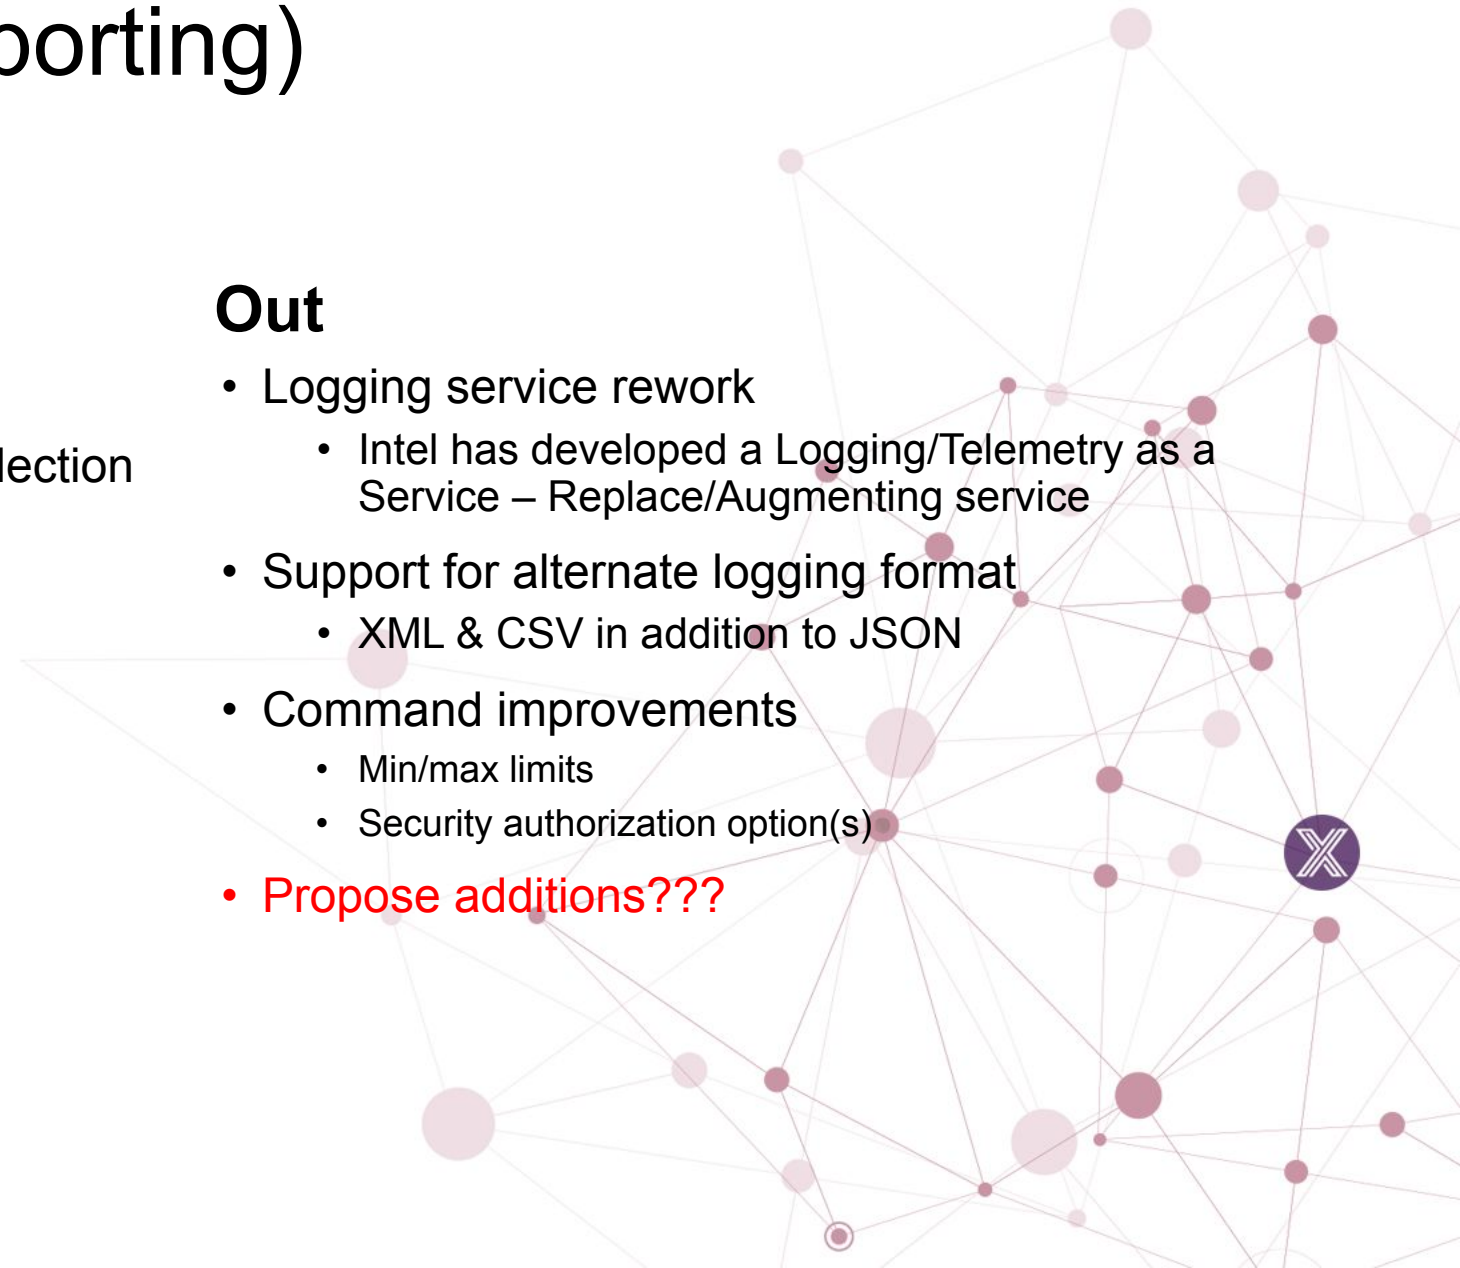 porting)
Out
• Logging service rework
• Intel has developed a Logging/Telemetry as a
Service – Replace/Augmenting service
lection
• Support for alternate logging format
• XML & CSV in addition to JSON
• Command improvements
• Min/max limits
• Security authorization option(s)
• Propose additions???